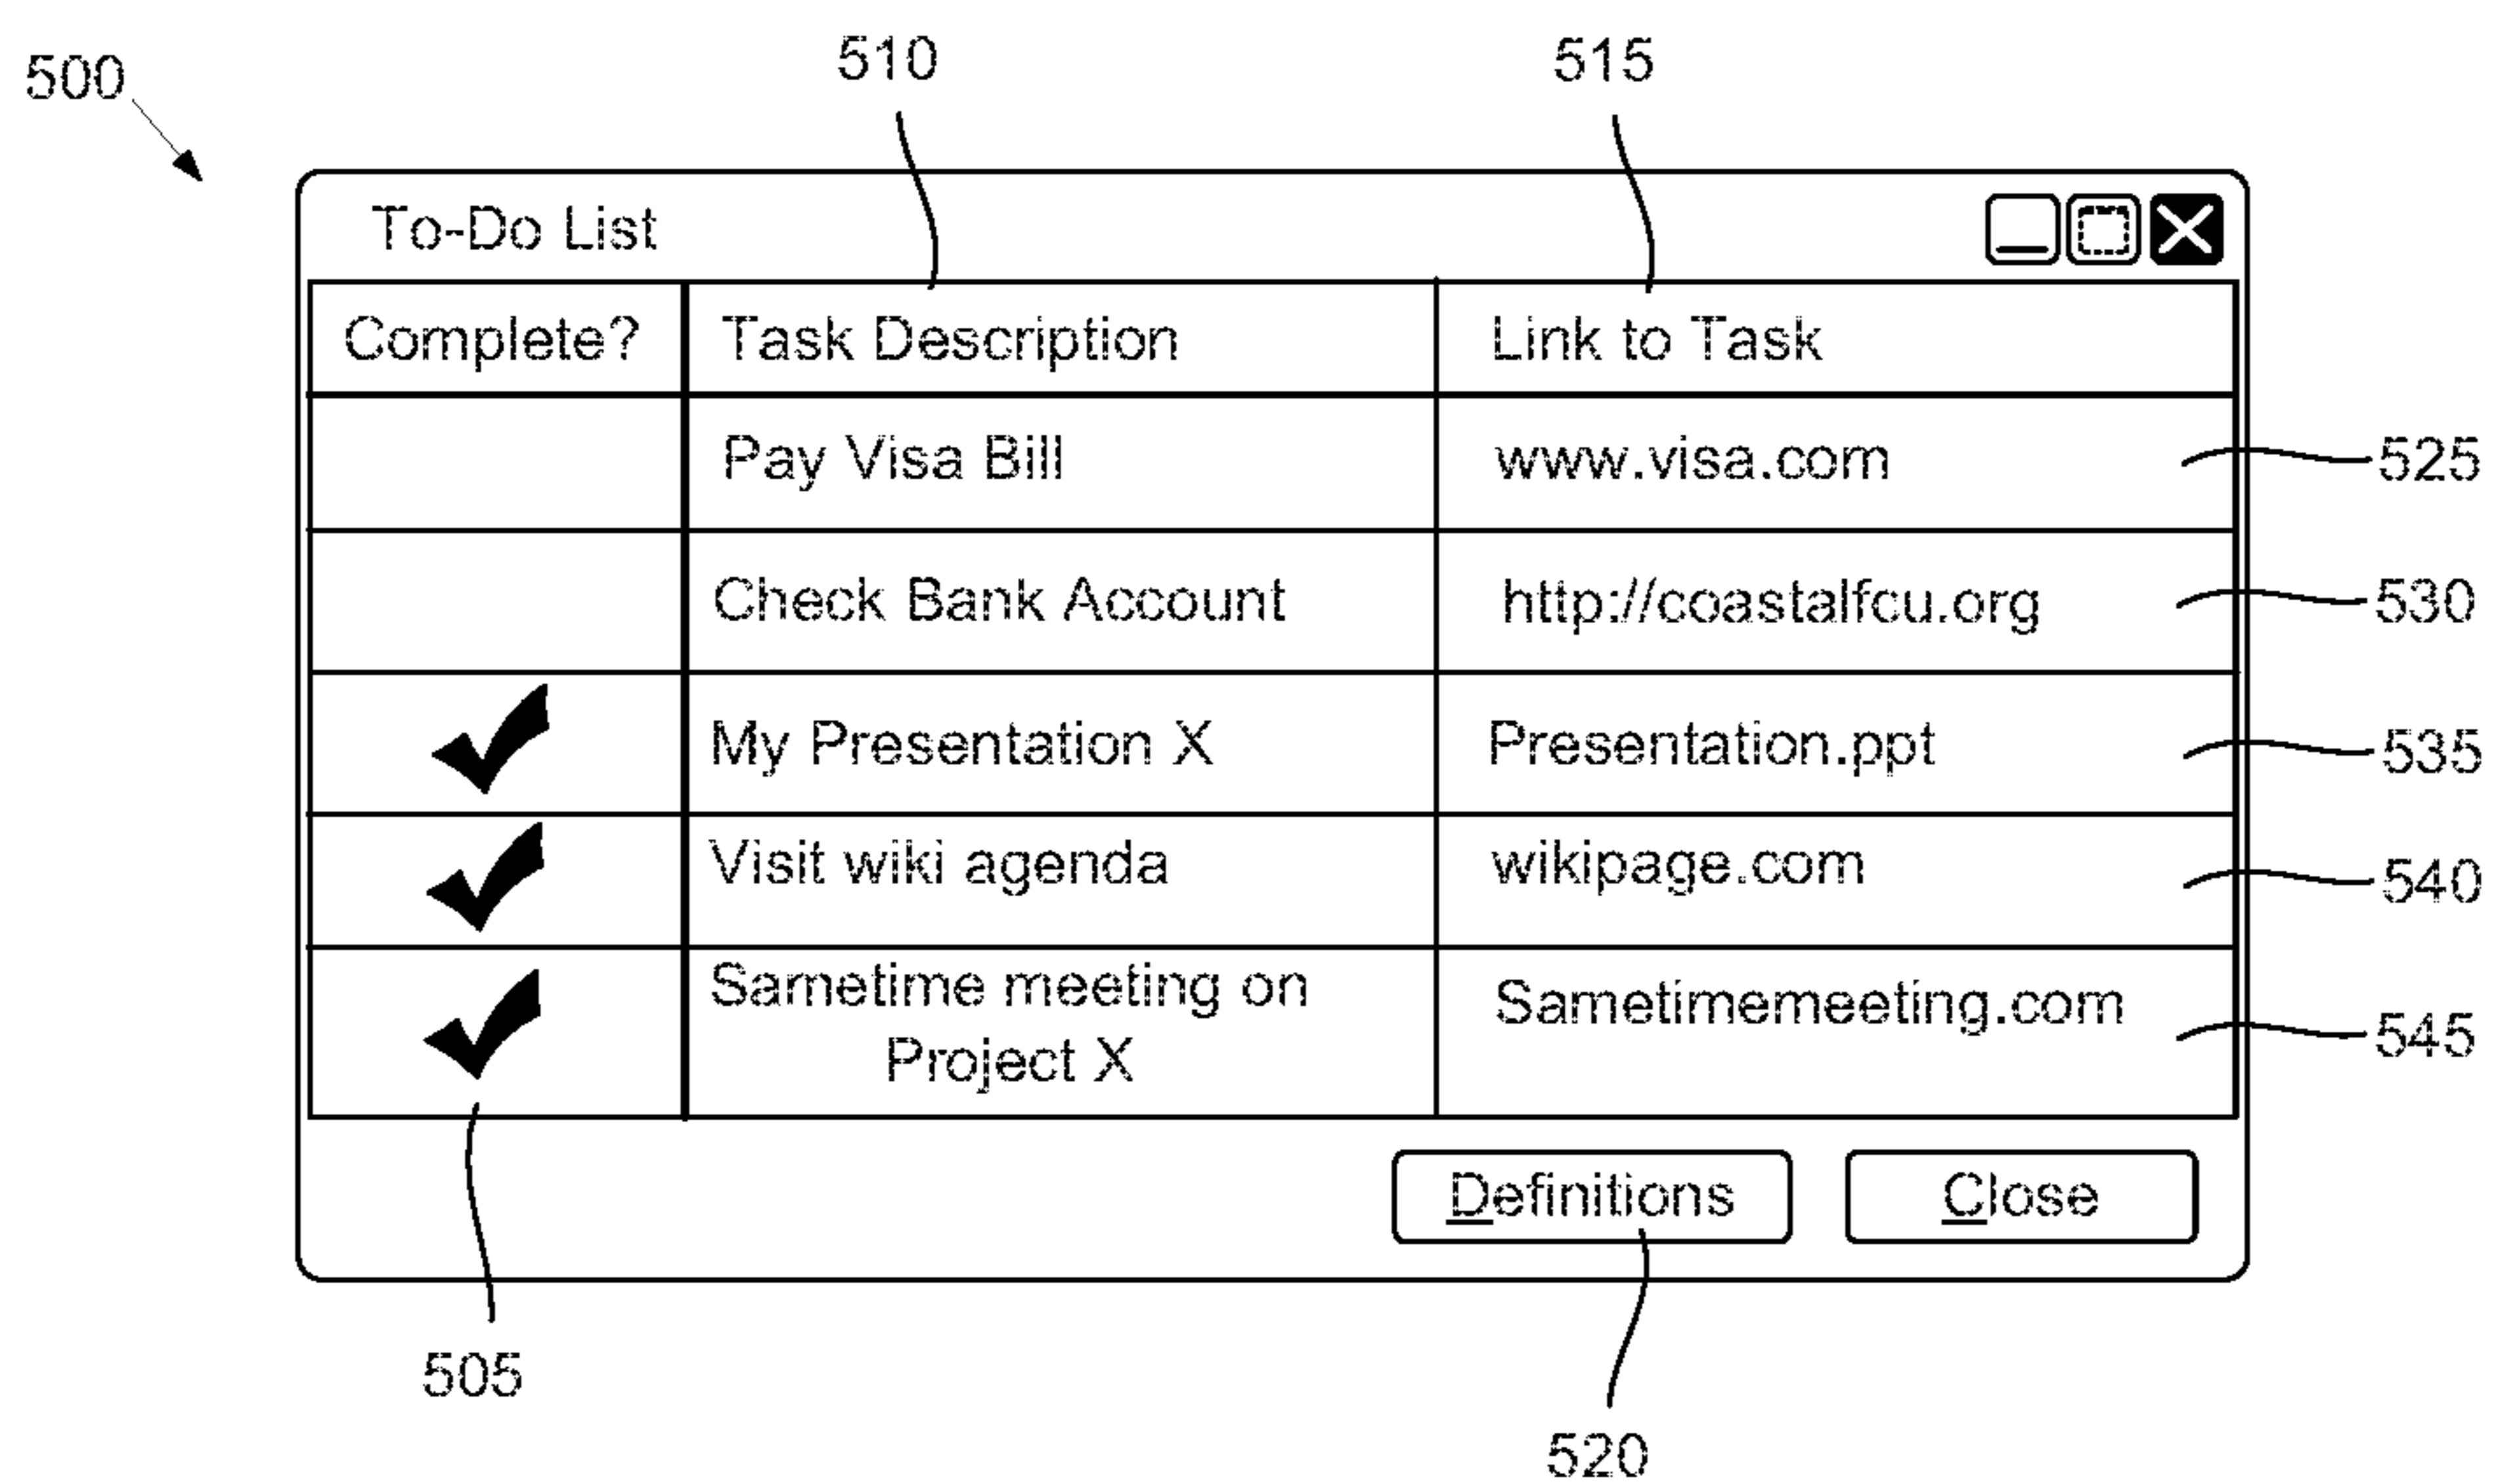 500
510
515
To-Do List
Complete? Task Description Link to Task
Pay Visa Bill www.visa.com 525
Check Bank Account http://coastalfcu.org 530
My Presentation X Presentation.ppt 535
Visit wiki agenda wikipage.com 540
Sametime meeting on
Project X
Sametimemeeting.com 545
Definitions Close
505
520